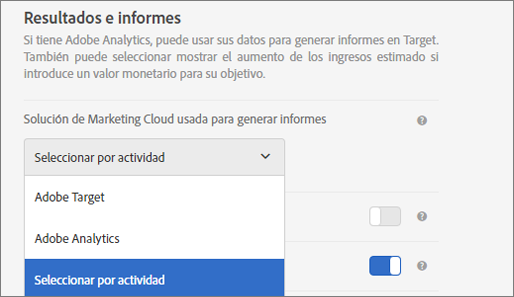 Resultados e informes
Si tiene Adobe Analytics, puede usar sus datos para generar informes en Target.
También puede seleccionar mostrar el aumento de los ingresos estimado si
introduce un valor monetario para su objetivo.
Solución de Marketing Cloud usada para generar informes
?
Seleccionar por actividad
Adobe Target
?
Adobe Analytics
?
Seleccionar por actividad